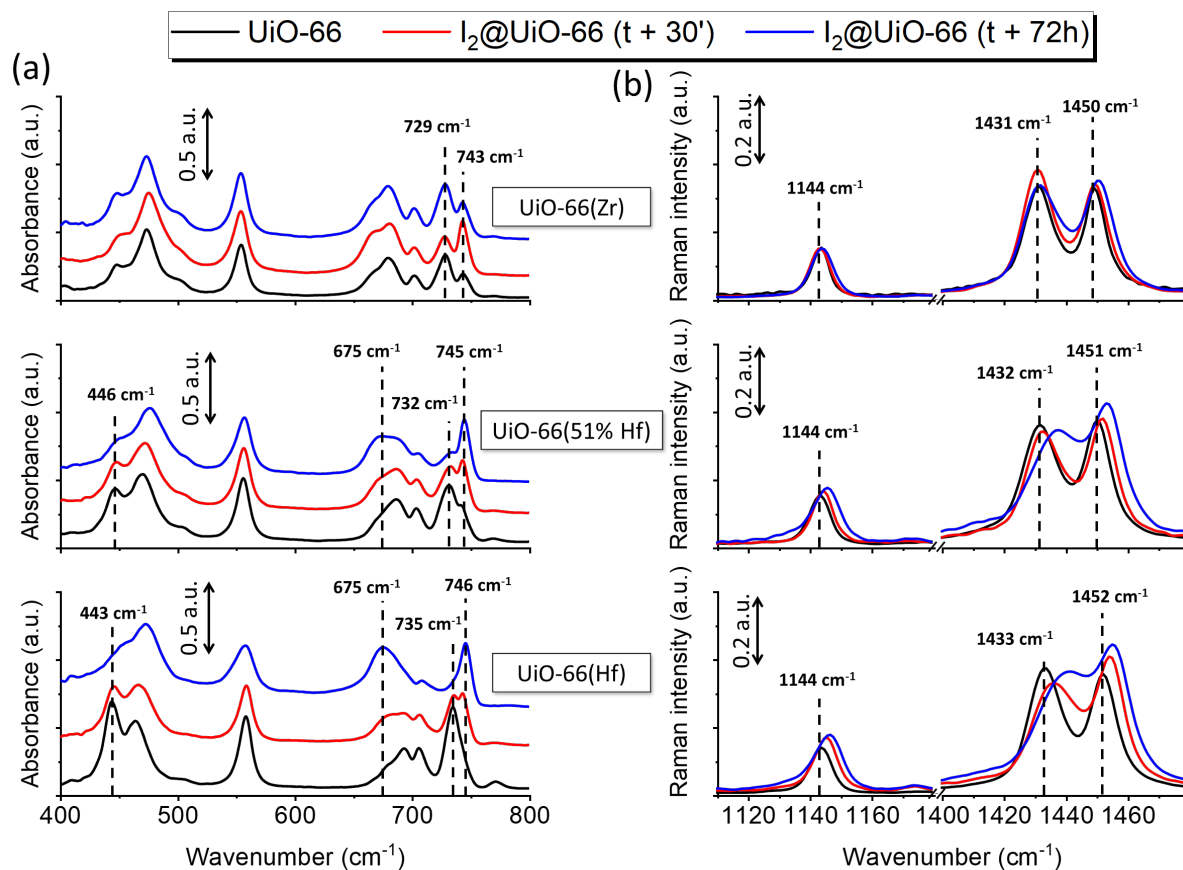 UiO-66 I₂@UiO-66 (t + 30') I₂@UiO-66 (t + 72h)
(a)
Absorbance (a.u.)
0.5 a.u.
729 cm⁻¹
743 cm⁻¹
UiO-66(Zr)
Absorbance (a.u.)
446 cm⁻¹
0.5 a.u.
675 cm⁻¹
745 cm⁻¹
732 cm⁻¹
UiO-66(51% Hf)
Absorbance (a.u.)
443 cm⁻¹
0.5 a.u.
675 cm⁻¹
746 cm⁻¹
735 cm⁻¹
UiO-66(Hf)
400 500 600 700 800
Wavenumber (cm⁻¹)
(b)
Raman intensity (a.u.)
0.2 a.u.
1144 cm⁻¹
1431 cm⁻¹
1450 cm⁻¹
Raman intensity (a.u.)
0.2 a.u.
1144 cm⁻¹
1432 cm⁻¹
1451 cm⁻¹
Raman intensity (a.u.)
0.2 a.u.
1144 cm⁻¹
1433 cm⁻¹
1452 cm⁻¹
1120 1140 1160 1400 1420 1440 1460
Wavenumber (cm⁻¹)